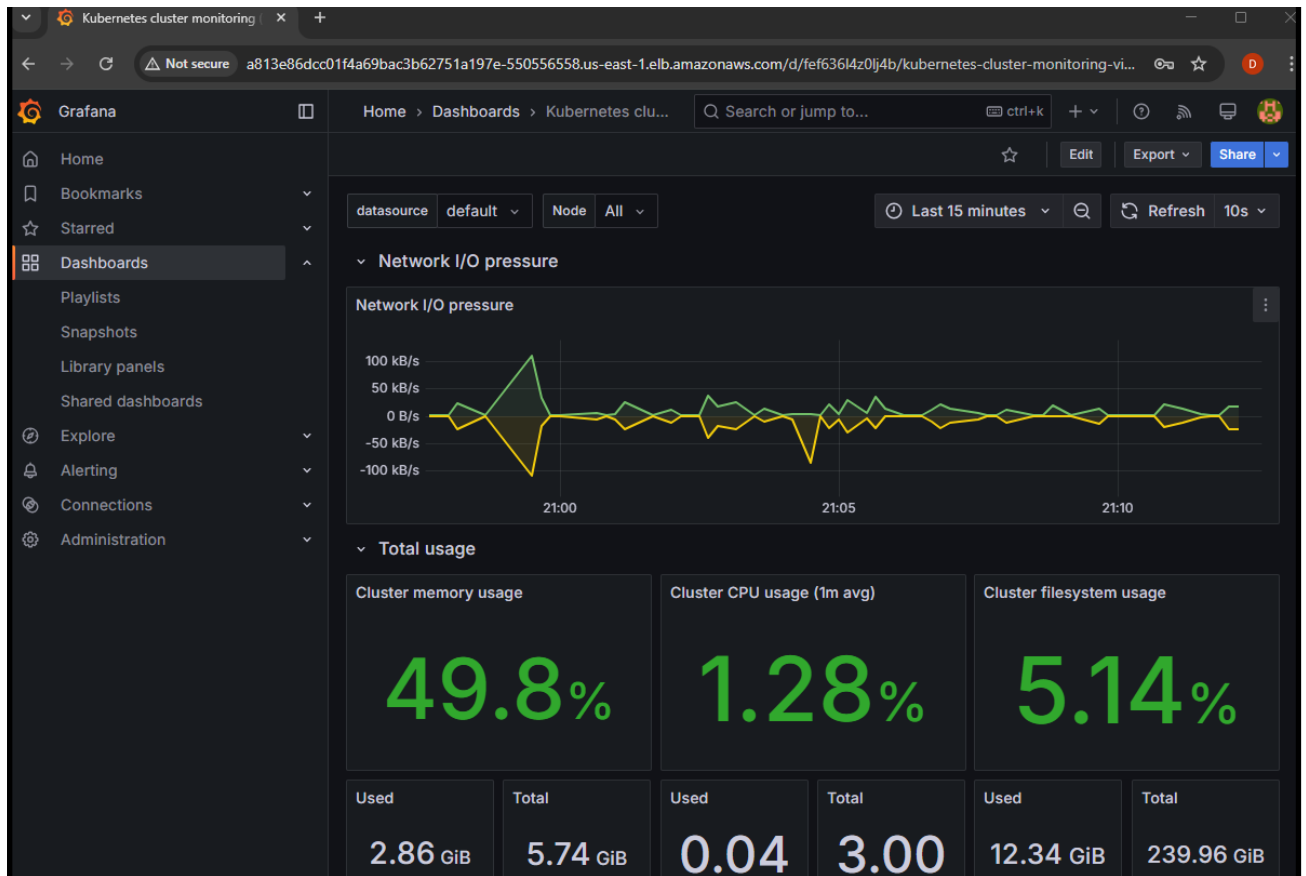 Kubernetes cluster monitoring (
Not secure a813e86dcc01f4a69bac3b62751a197e-550556558.us-east-1.elb.amazonaws.com/d/fef636l4z0lj4b/kubernetes-cluster-monitoring-vi...
D
Grafana
Home › Dashboards › Kubernetes clu...
Search or jump to... ctrl+k
Home
Bookmarks
Starred
Dashboards
Playlists
Snapshots
Library panels
Shared dashboards
Explore
Alerting
Connections
Administration
Edit Export Share
datasource default Node All Last 15 minutes Refresh 10s
Network I/O pressure
Network I/O pressure
100 kB/s
50 kB/s
0 B/s
-50 kB/s
-100 kB/s
21:00 21:05 21:10
Total usage
Cluster memory usage
49.8%
Cluster CPU usage (1m avg)
1.28%
Cluster filesystem usage
5.14%
Used
2.86 GiB
Total
5.74 GiB
Used
0.04
Total
3.00
Used
12.34 GiB
Total
239.96 GiB